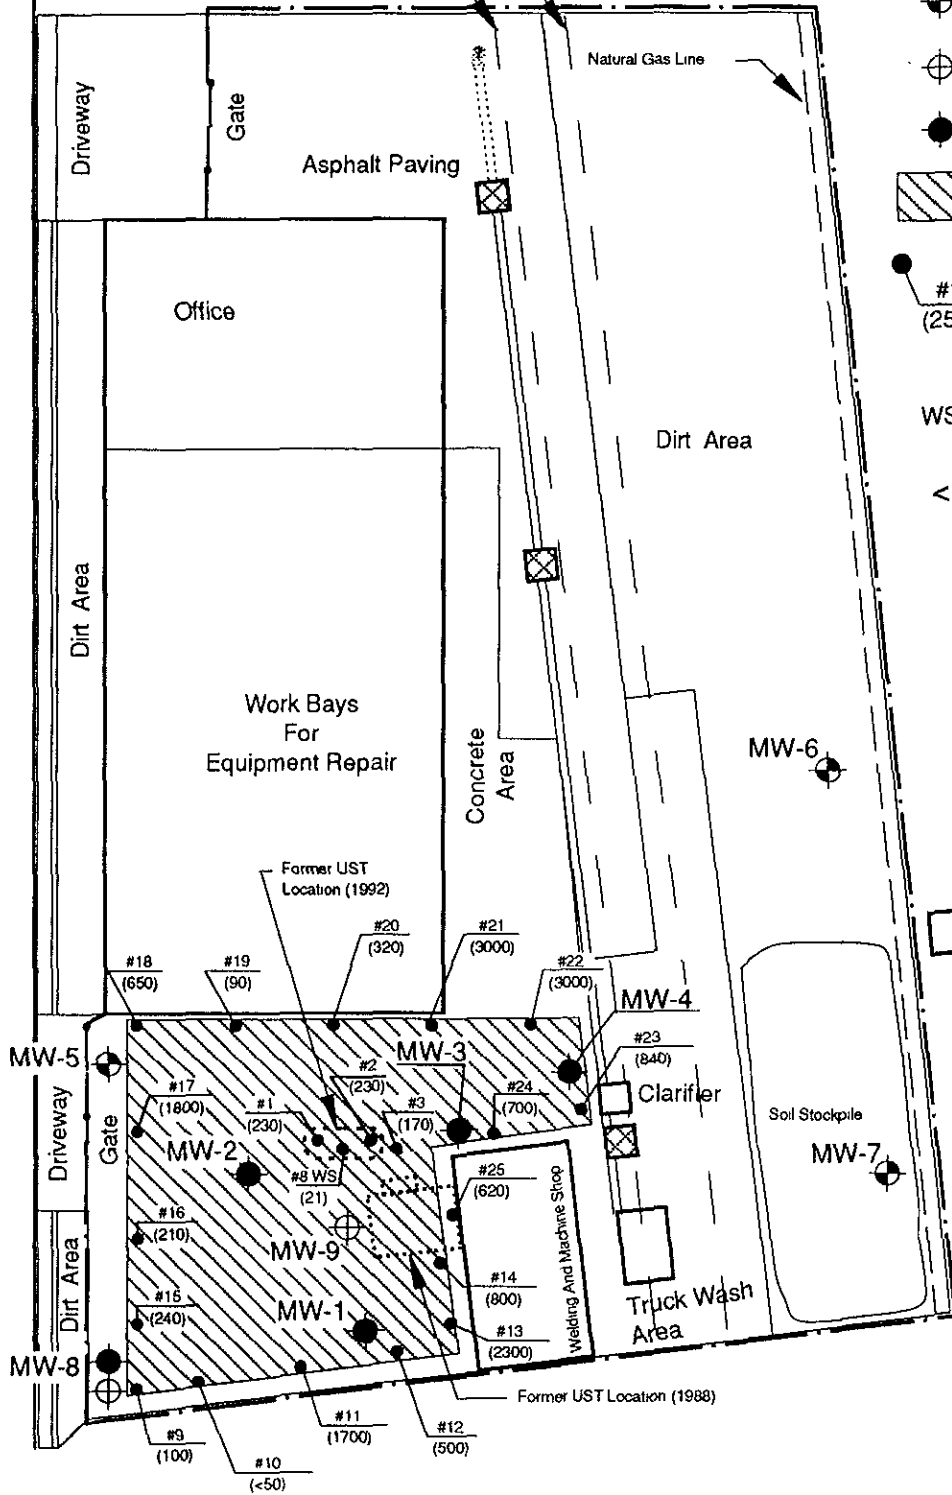 Natural Gas Line
Driveway
Gate
Asphalt Paving
(25
WS
<
Office
Dirt Area
Dirt Area
Work Bays
For
Equipment Repair
Concrete
Area
MW-6
Former UST
Location (1992)
#18
(650)
#19
(90)
#20
(320)
#21
(3000)
#22
(3000)
MW-4
MW-5
MW-3
#23
(840)
#2
(230)
#24
(700)
#17
(1800)
#1
(230)
#3
(170)
Clarifier
Soil Stockpile
Driveway
Gate
MW-2
#8 WS
(21)
#25
(620)
MW-7
Welding And Machine Shop
#16
(210)
MW-9
#14
(800)
Dirt Area
#15
(240)
MW-1
#13
(2300)
Truck Wash
Area
MW-8
Former UST Location (1988)
#9
(100)
#10
(<50)
#11
(1700)
#12
(500)